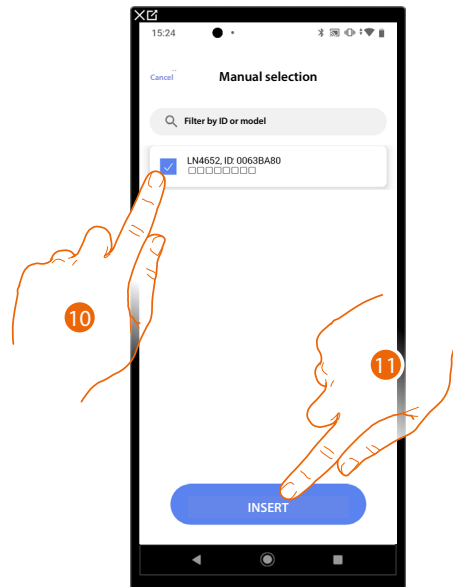 15:24
Cancel
Manual selection
Filter by ID or model
LN4652, ID: 0063BA80
□□□□□□□□
10
11
INSERT